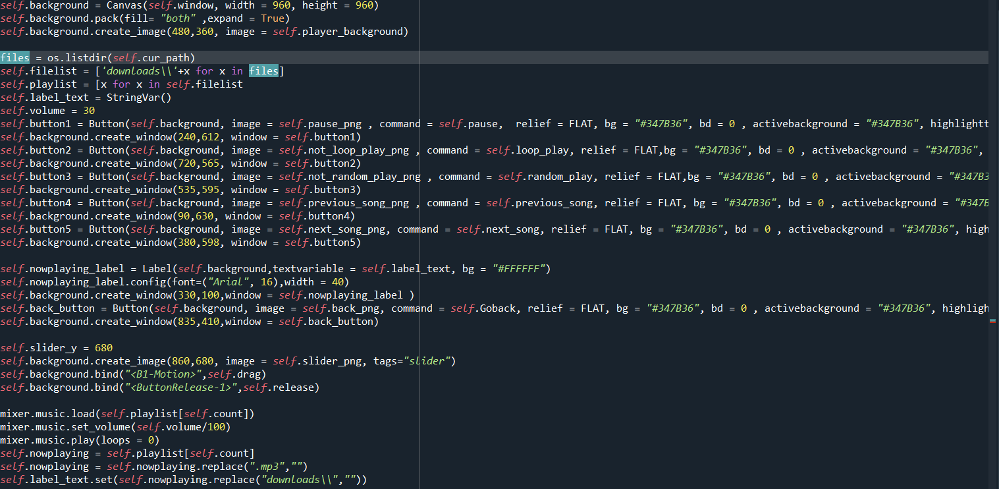 self.background = Canvas(self.window, width = 960, height = 960)
self.background.pack(fill= "both" ,expand = True)
self.background.create_image(480,360, image = self.player_background)
files = os.listdir(self.cur_path)
self.filelist = ['downloads\\'+x for x in files]
self.playlist = [x for x in self.filelist
self.label_text = StringVar()
self.volume = 30
self.button1 = Button(self.background, image = self.pause_png , command = self.pause,  relief = FLAT, bg = "#347B36", bd = 0 , activebackground = "#347B36", highlightt
self.background.create_window(240,612, window = self.button1)
self.button2 = Button(self.background, image = self.not_loop_play_png , command = self.loop_play, relief = FLAT,bg = "#347B36", bd = 0 , activebackground = "#347B36",
self.background.create_window(720,565, window = self.button2)
self.button3 = Button(self.background, image = self.not_random_play_png , command = self.random_play, relief = FLAT,bg = "#347B36", bd = 0 , activebackground = "#347B3
self.background.create_window(535,595, window = self.button3)
self.button4 = Button(self.background, image = self.previous_song_png , command = self.previous_song, relief = FLAT, bg = "#347B36", bd = 0 , activebackground = "#347B
self.background.create_window(90,630, window = self.button4)
self.button5 = Button(self.background, image = self.next_song_png, command = self.next_song, relief = FLAT, bg = "#347B36", bd = 0 , activebackground = "#347B36", high
self.background.create_window(380,598, window = self.button5)
self.nowplaying_label = Label(self.background,textvariable = self.label_text, bg = "#FFFFFF")
self.nowplaying_label.config(font=("Arial", 16),width = 40)
self.background.create_window(330,100,window = self.nowplaying_label )
self.back_button = Button(self.background, image = self.back_png, command = self.Goback, relief = FLAT, bg = "#347B36", bd = 0 , activebackground = "#347B36", highligh
self.background.create_window(835,410,window = self.back_button)
self.slider_y = 680
self.background.create_image(860,680, image = self.slider_png, tags="slider")
self.background.bind("<B1-Motion>",self.drag)
self.background.bind("<ButtonRelease-1>",self.release)
mixer.music.load(self.playlist[self.count])
mixer.music.set_volume(self.volume/100)
mixer.music.play(loops = 0)
self.nowplaying = self.playlist[self.count]
self.nowplaying = self.nowplaying.replace(".mp3","")
self.label_text.set(self.nowplaying.replace("downloads\\",""))